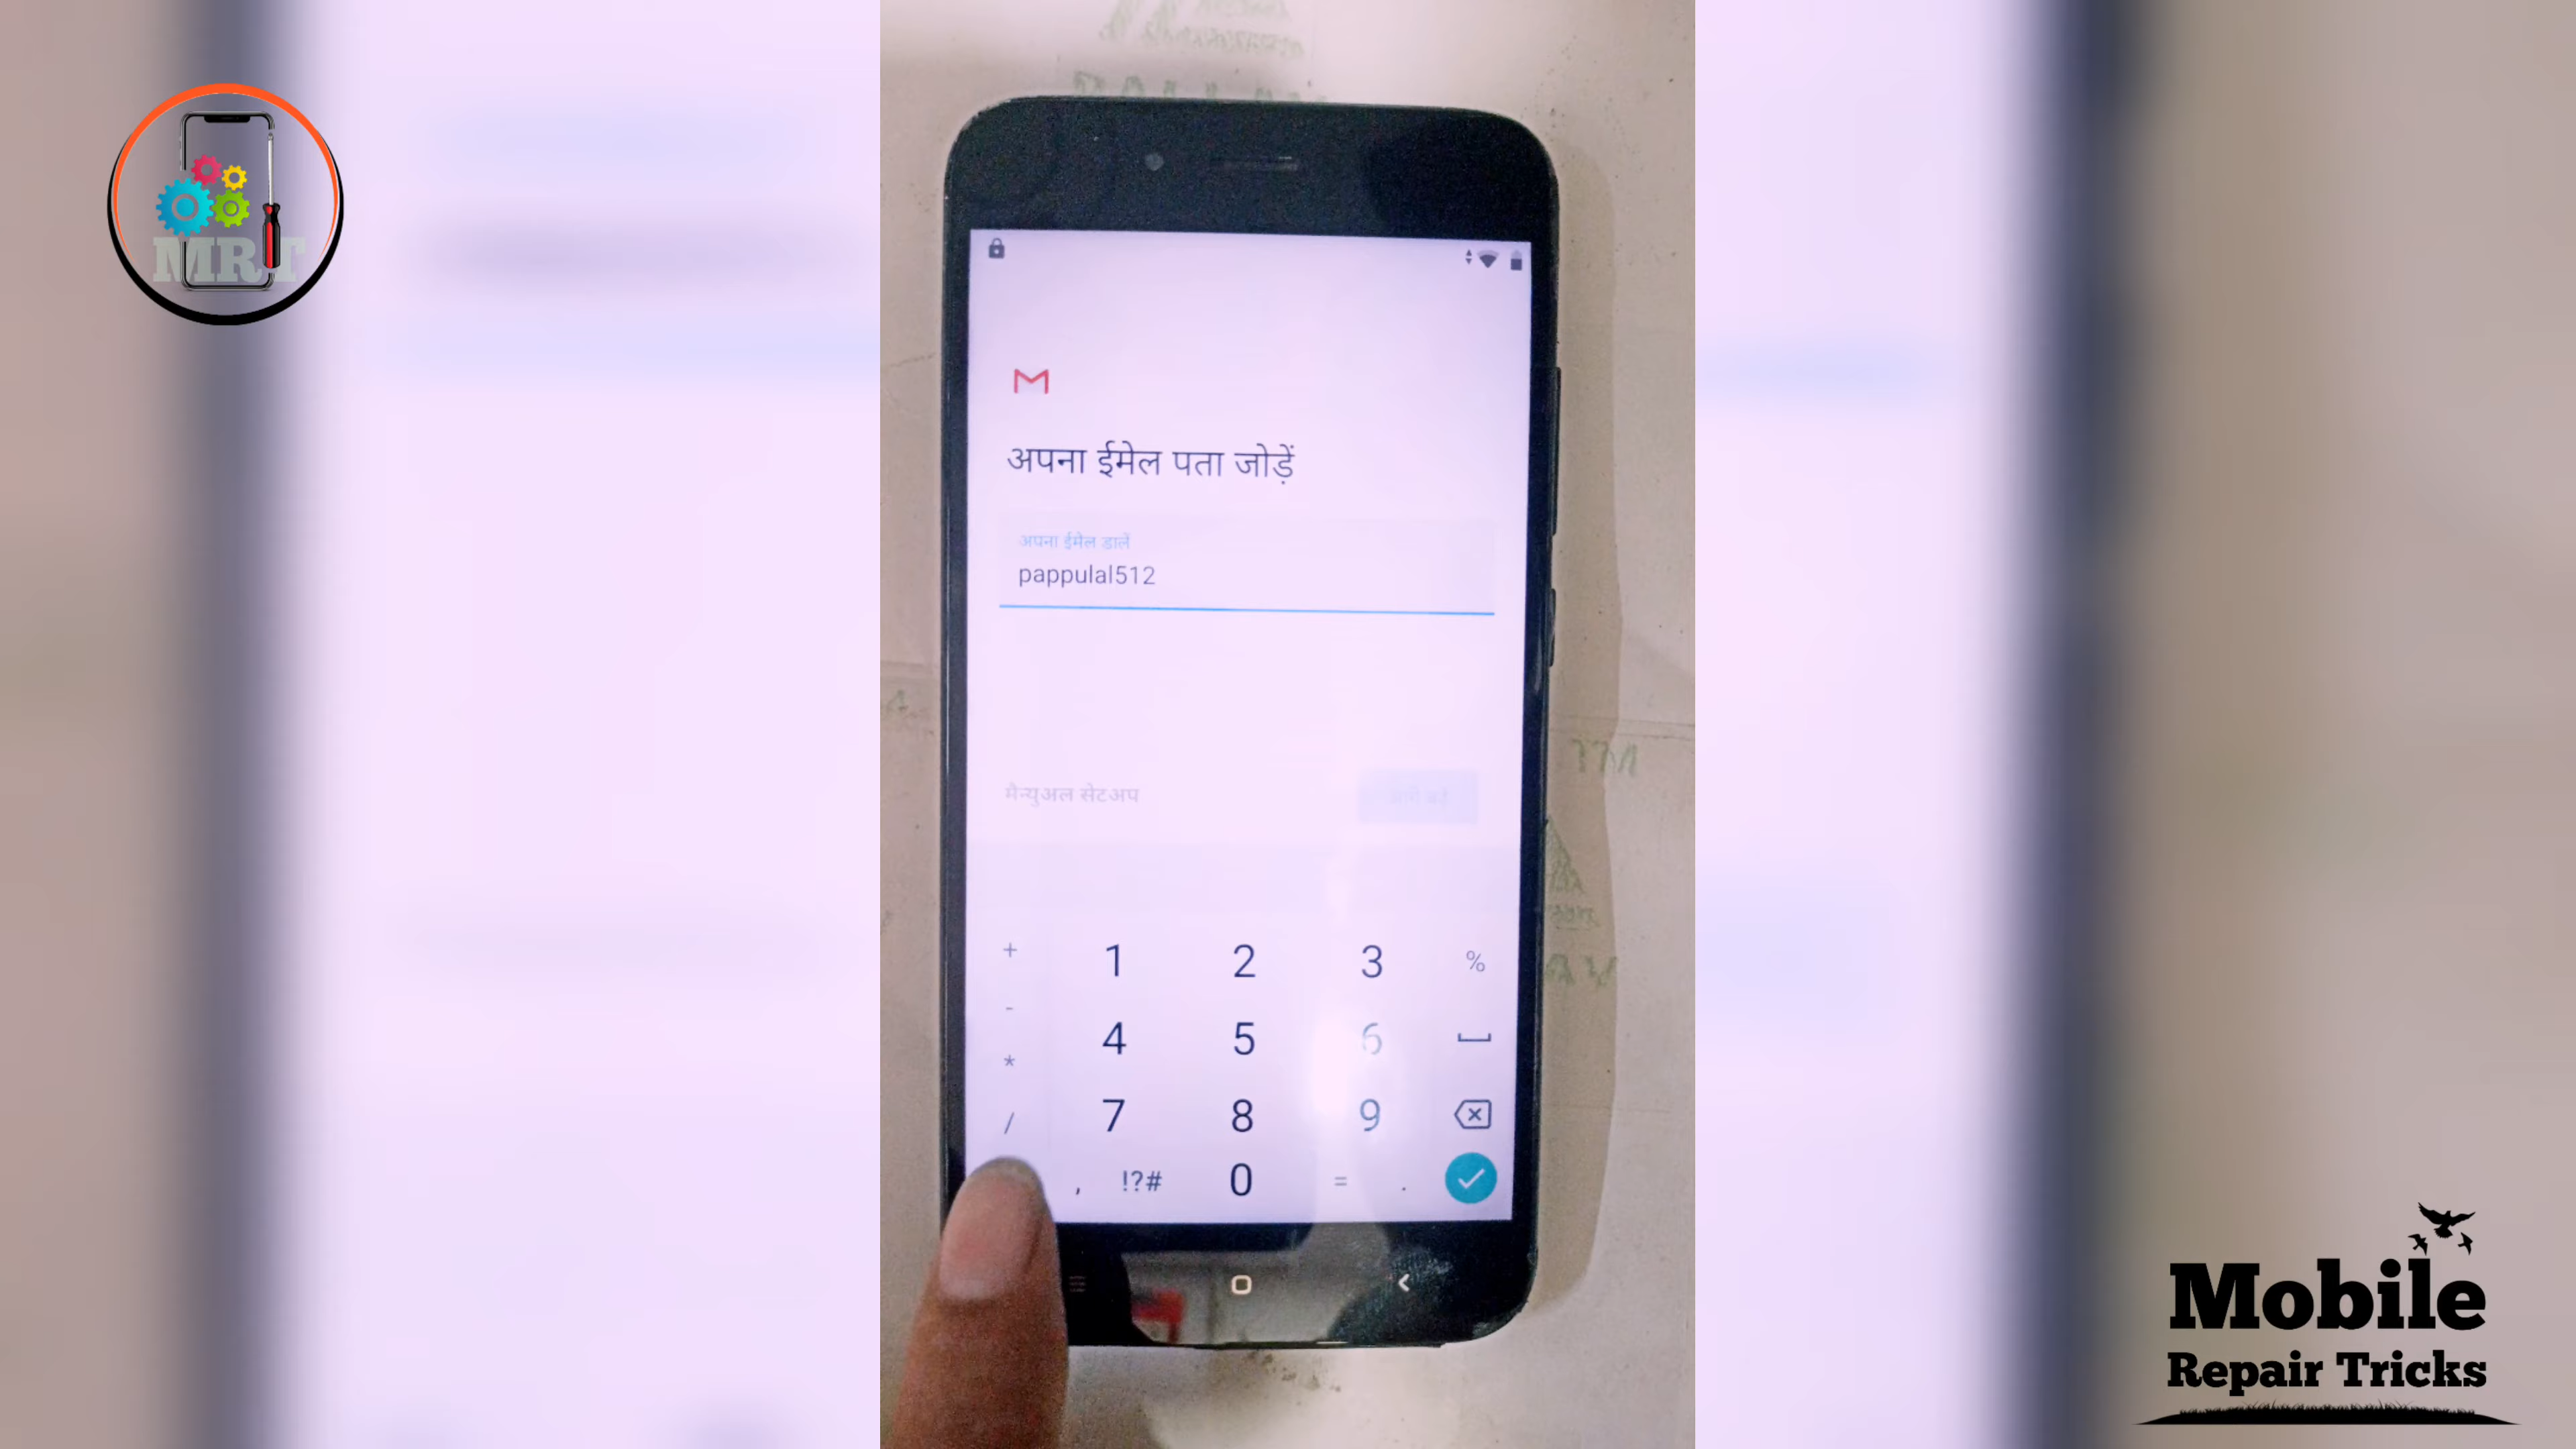 MRT
अपना ईमेल पता जोड़ें
अपना ईमेल डालें
pappulal512
मैन्युअल सेटअप
+ 1 2 3 %
- 4 5 6
*
7 8 9
/
, !?# 0 = .
Mobile
Repair Tricks